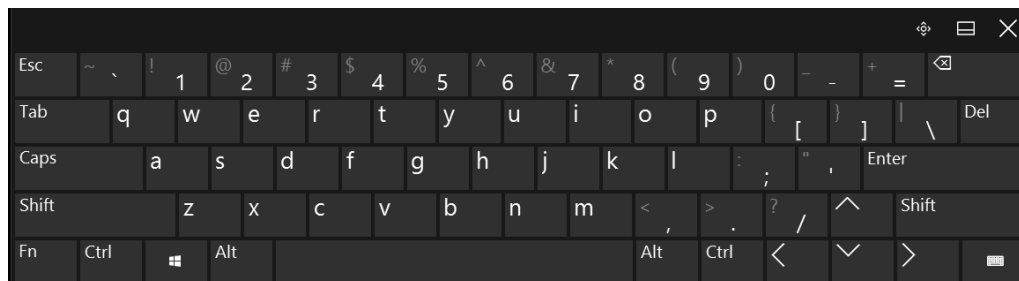 Esc ~ ` ! 1 @ 2 # 3 $ 4 % 5 ^ 6 & 7 * 8 ( 9 ) 0 _ - + =
Tab q w e r t y u i o p { [ } ] | \ Del
Caps a s d f g h j k l : ; " ' Enter
Shift z x c v b n m < , > . ? / Shift
Fn Ctrl Alt Alt Ctrl